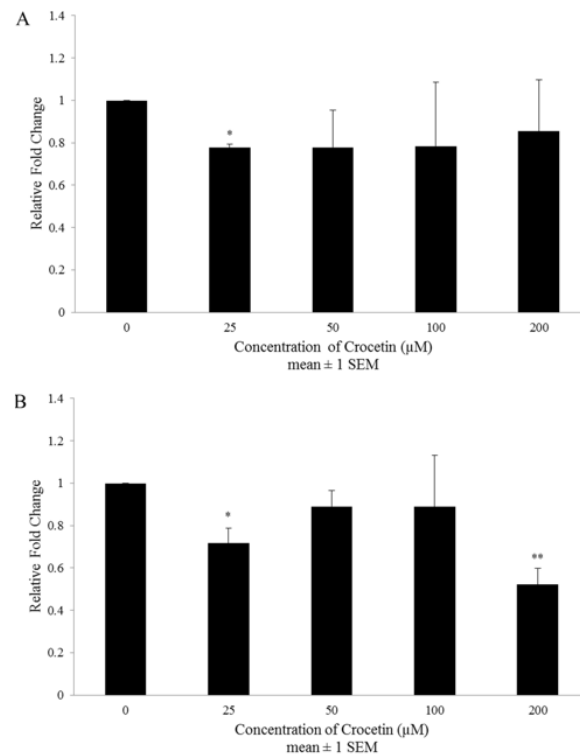 A
1.4
1.2
1
0.8
0.6
0.4
0.2
0
Relative Fold Change
*
0 25 50 100 200
Concentration of Crocetin (µM)
mean ± 1 SEM
B
1.4
1.2
1
0.8
0.6
0.4
0.2
0
Relative Fold Change
*
**
0 25 50 100 200
Concentration of Crocetin (µM)
mean ± 1 SEM